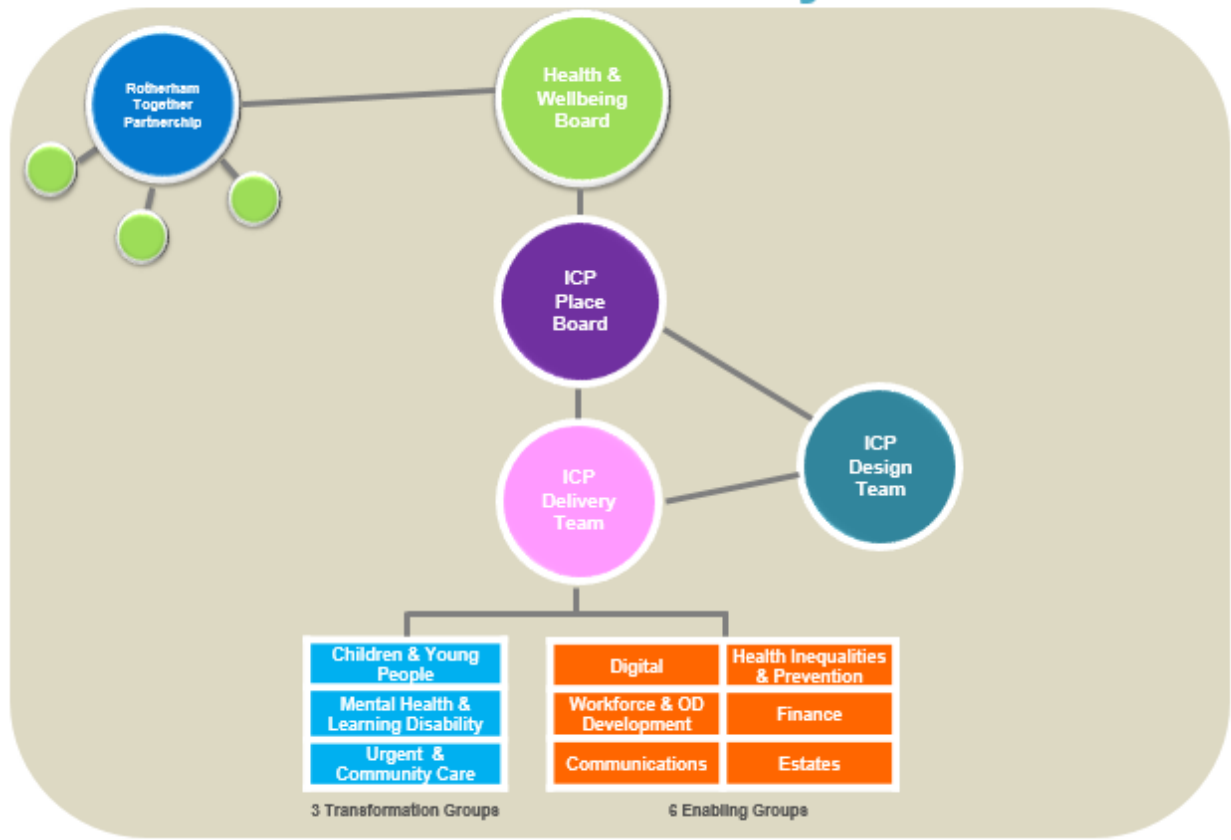 Rotherham
Together
Partnership
Health &
Wellbeing
Board
ICP
Place
Board
ICP
Design
Team
ICP
Delivery
Team
Children & Young
People
Mental Health &
Learning Disability
Urgent &
Community Care
Digital
Health Inequalities
& Prevention
Workforce & OD
Development
Finance
Communications
Estates
3 Transformation Groups
6 Enabling Groups